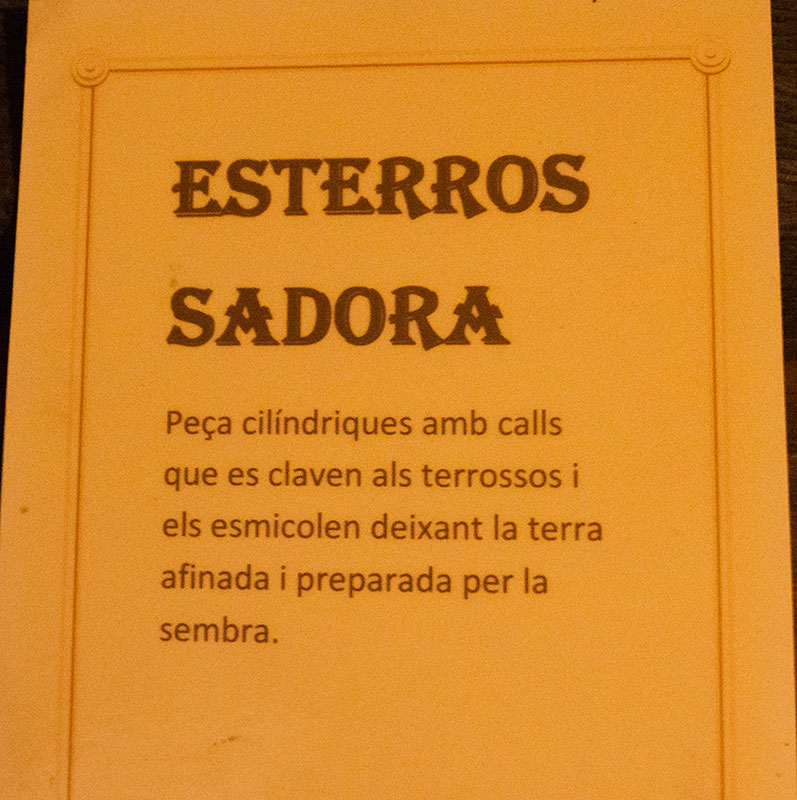 ESTERROS
SADORA
Peça cilíndriques amb calls
que es claven als terrossos i
els esmicolen deixant la terra
afinada i preparada per la
sembra.